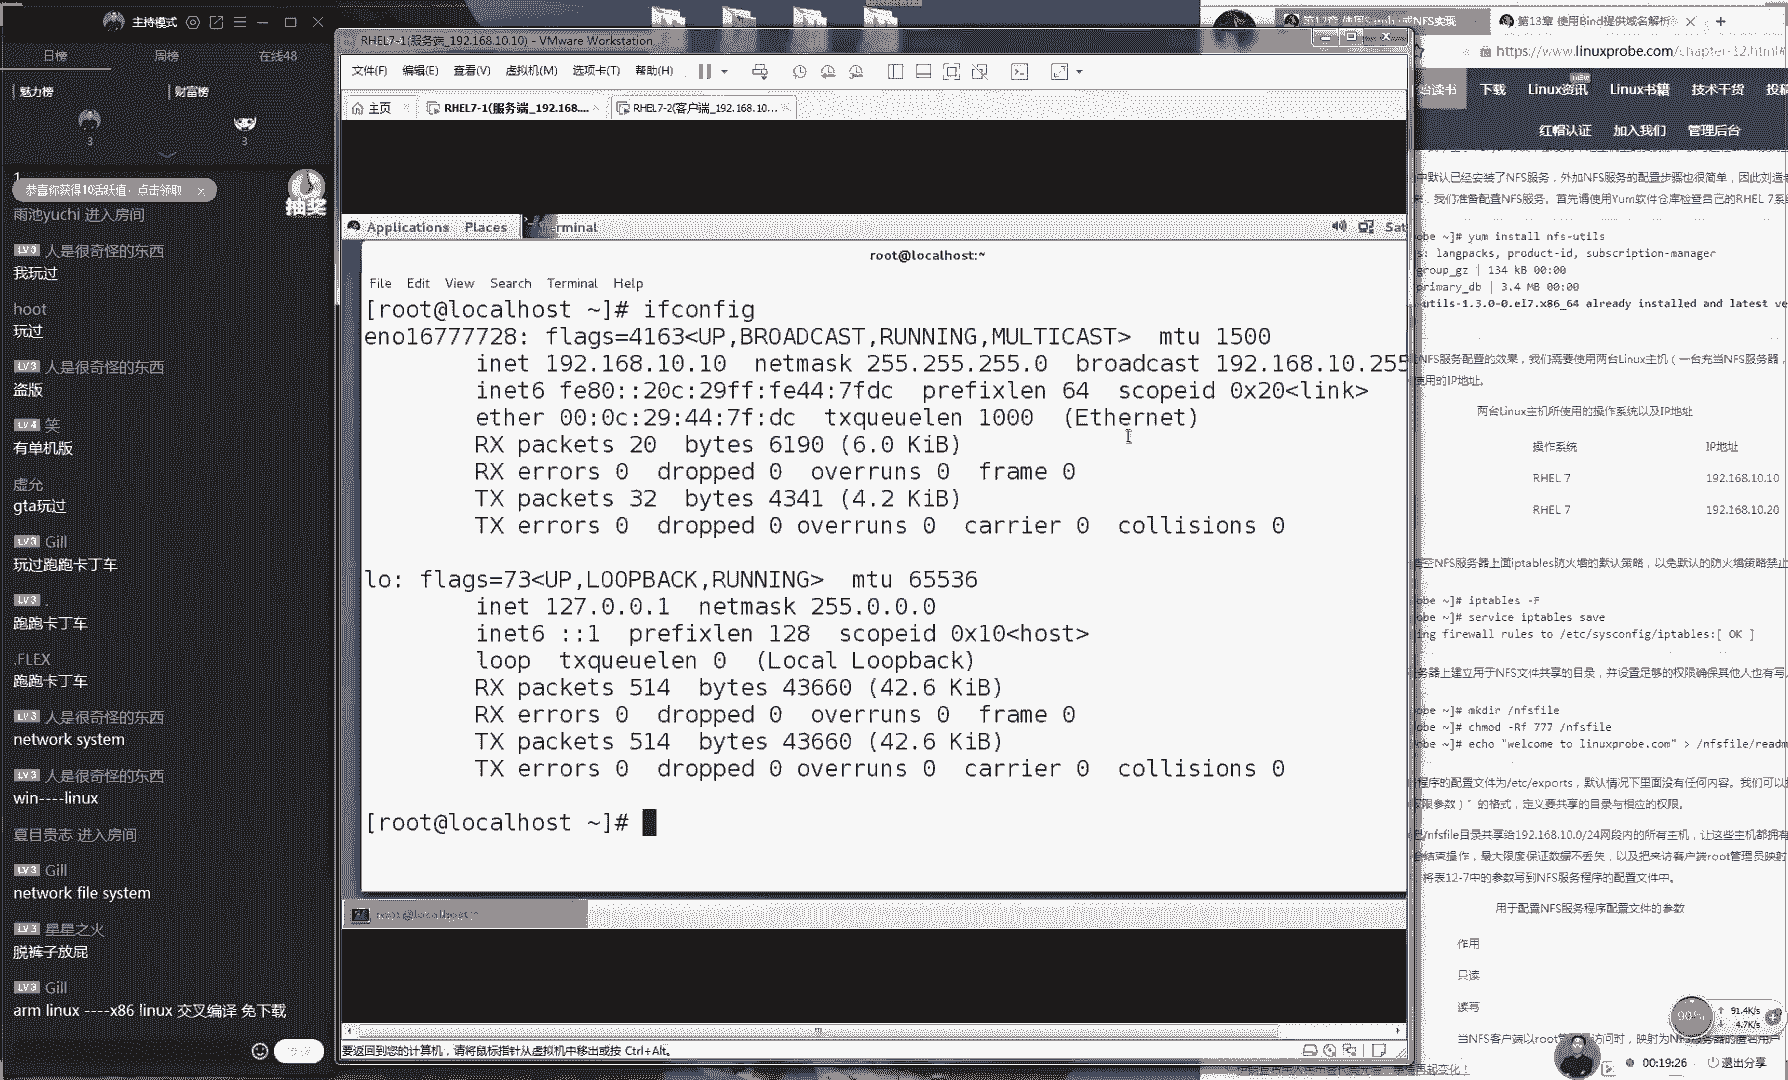 主持模式
日榜
周榜
在线48
魅力榜
财富榜
3
3
1
恭喜你获得10活跃值，点击领取
抽奖
雨池yuchi 进入房间
LV3 人是很奇怪的东西
我玩过
hoot
玩过
LV3 人是很奇怪的东西
盗版
LV4 笑
有单机版
虚允
gta玩过
LV3 Gill
玩过跑跑卡丁车
LV3 .
跑跑卡丁车
.FLEX
跑跑卡丁车
LV3 人是很奇怪的东西
network system
LV3 人是很奇怪的东西
win----linux
夏目贵志 进入房间
LV3 Gill
network file system
LV3 星星之火
脱裤子放屁
LV3 Gill
arm linux ----x86 linux 交叉编译 免下载
RHEL7-1(服务端_192.168.10.10) - VMware Workstation
文件(F) 编辑(E) 查看(V) 虚拟机(M) 选项卡(T) 帮助(H)
主页
RHEL7-1(服务端_192.168....
RHEL7-2(客户端_192.168.10...
Applications Places Terminal
Sat
root@localhost:~
File Edit View Search Terminal Help
[root@localhost ~]# ifconfig
eno16777728: flags=4163<UP,BROADCAST,RUNNING,MULTICAST>  mtu 1500
inet 192.168.10.10  netmask 255.255.255.0  broadcast 192.168.10.255
inet6 fe80::20c:29ff:fe44:7fdc  prefixlen 64  scopeid 0x20<link>
ether 00:0c:29:44:7f:dc  txqueuelen 1000  (Ethernet)
RX packets 20  bytes 6190 (6.0 KiB)
RX errors 0  dropped 0  overruns 0  frame 0
TX packets 32  bytes 4341 (4.2 KiB)
TX errors 0  dropped 0 overruns 0  carrier 0  collisions 0
lo: flags=73<UP,LOOPBACK,RUNNING>  mtu 65536
inet 127.0.0.1  netmask 255.0.0.0
inet6 ::1  prefixlen 128  scopeid 0x10<host>
loop  txqueuelen 0  (Local Loopback)
RX packets 514  bytes 43660 (42.6 KiB)
RX errors 0  dropped 0  overruns 0  frame 0
TX packets 514  bytes 43660 (42.6 KiB)
TX errors 0  dropped 0 overruns 0  carrier 0  collisions 0
[root@localhost ~]#
root@localhost:~
要返回到您的计算机，请将鼠标指针从虚拟机中移出或按 Ctrl+Alt。
第13章 使用Bind提供域名解析
https://www.linuxprobe.com/chapter-12.html#
读书 下载 Linux资讯 Linux书籍 技术干货 投稿
红帽认证 加入我们 管理后台
中默认已经安装了NFS服务，外加NFS服务的配置步骤也很简单，因此刘遄老
，我们准备配置NFS服务。首先请使用Yum软件仓库检查自己的RHEL 7系
obe ~]# yum install nfs-utils
s: langpacks, product-id, subscription-manager
group_gz | 134 kB 00:00
primary_db | 3.4 MB 00:00
-utils-1.3.0-0.el7.x86_64 already installed and latest ve
NFS服务配置的效果，我们需要使用两台Linux主机（一台充当NFS服务器，
使用的IP地址。
两台Linux主机所使用的操作系统以及IP地址
操作系统 IP地址
RHEL 7 192.168.10.10
RHEL 7 192.168.10.20
清空NFS服务器上面iptables防火墙的默认策略，以免默认的防火墙策略禁止
obe ~]# iptables -F
obe ~]# service iptables save
ing firewall rules to /etc/sysconfig/iptables:[ OK ]
服务器上建立用于NFS文件共享的目录，并设置足够的权限确保其他人也有写入
obe ~]# mkdir /nfsfile
obe ~]# chmod -Rf 777 /nfsfile
obe ~]# echo "welcome to linuxprobe.com" > /nfsfile/readm
程序的配置文件为/etc/exports，默认情况下里面没有任何内容。我们可以按
权限参数）”的格式，定义要共享的目录与相应的权限。
/nfsfile目录共享给192.168.10.0/24网段内的所有主机，让这些主机都拥有
结束操作，最大限度保证数据不丢失，以及把来访客户端root管理员映射
将表12-7中的参数写到NFS服务程序的配置文件中。
用于配置NFS服务程序配置文件的参数
作用
只读
读写
当NFS客户端以root管理员访问时，映射为NFS服务器的匿名用户
90%
91.4K/s
4.7K/s
00:19:26
退出分享